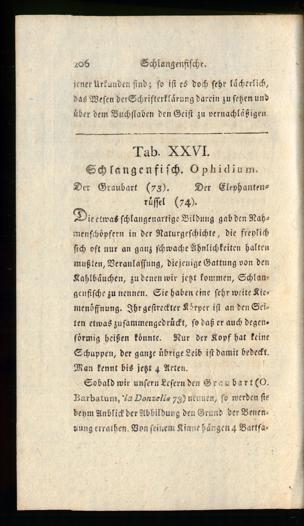 206 Schlangenfische.
jener Urkunden sind; so ist es doch sehr lächerlich,
das Wesen der Schrifterklärung darein zu setzen und
über dem Buchstaben den Geist zu vernachläßigen
Tab. XXVI.
Schlangenfisch. Ophidium.
Der Graubart (73). Der Elephanten-
rüssel (74).
Die etwas schlangenartige Bildung gab den Nah-
menschöpfern in der Naturgeschichte, die freylich
sich oft nur an ganz schwache Ähnlichkeiten halten
mußten, Veranlassung, diejenige Gattung von den
Kahlbäuchen, zu denen wir jetzt kommen, Schlan-
genfische zu nennen. Sie haben eine sehr weite Kie-
menöffnung. Ihr gestreckter Körper ist an den Sei-
ten etwas zusammengedrückt, so daß er auch degen-
förmig heißen könnte. Nur der Kopf hat keine
Schuppen, der ganze übrige Leib ist damit bedeckt.
Man kennt bis jetzt 4 Arten.
Sobald wir unsern Lesern den Graubart (O.
Barbatum, la Donzelle 73) nennen, so werden sie
beym Anblick der Abbildung den Grund der Benen-
nung errathen. Von seinem Kinne hängen 4 Bartfa-